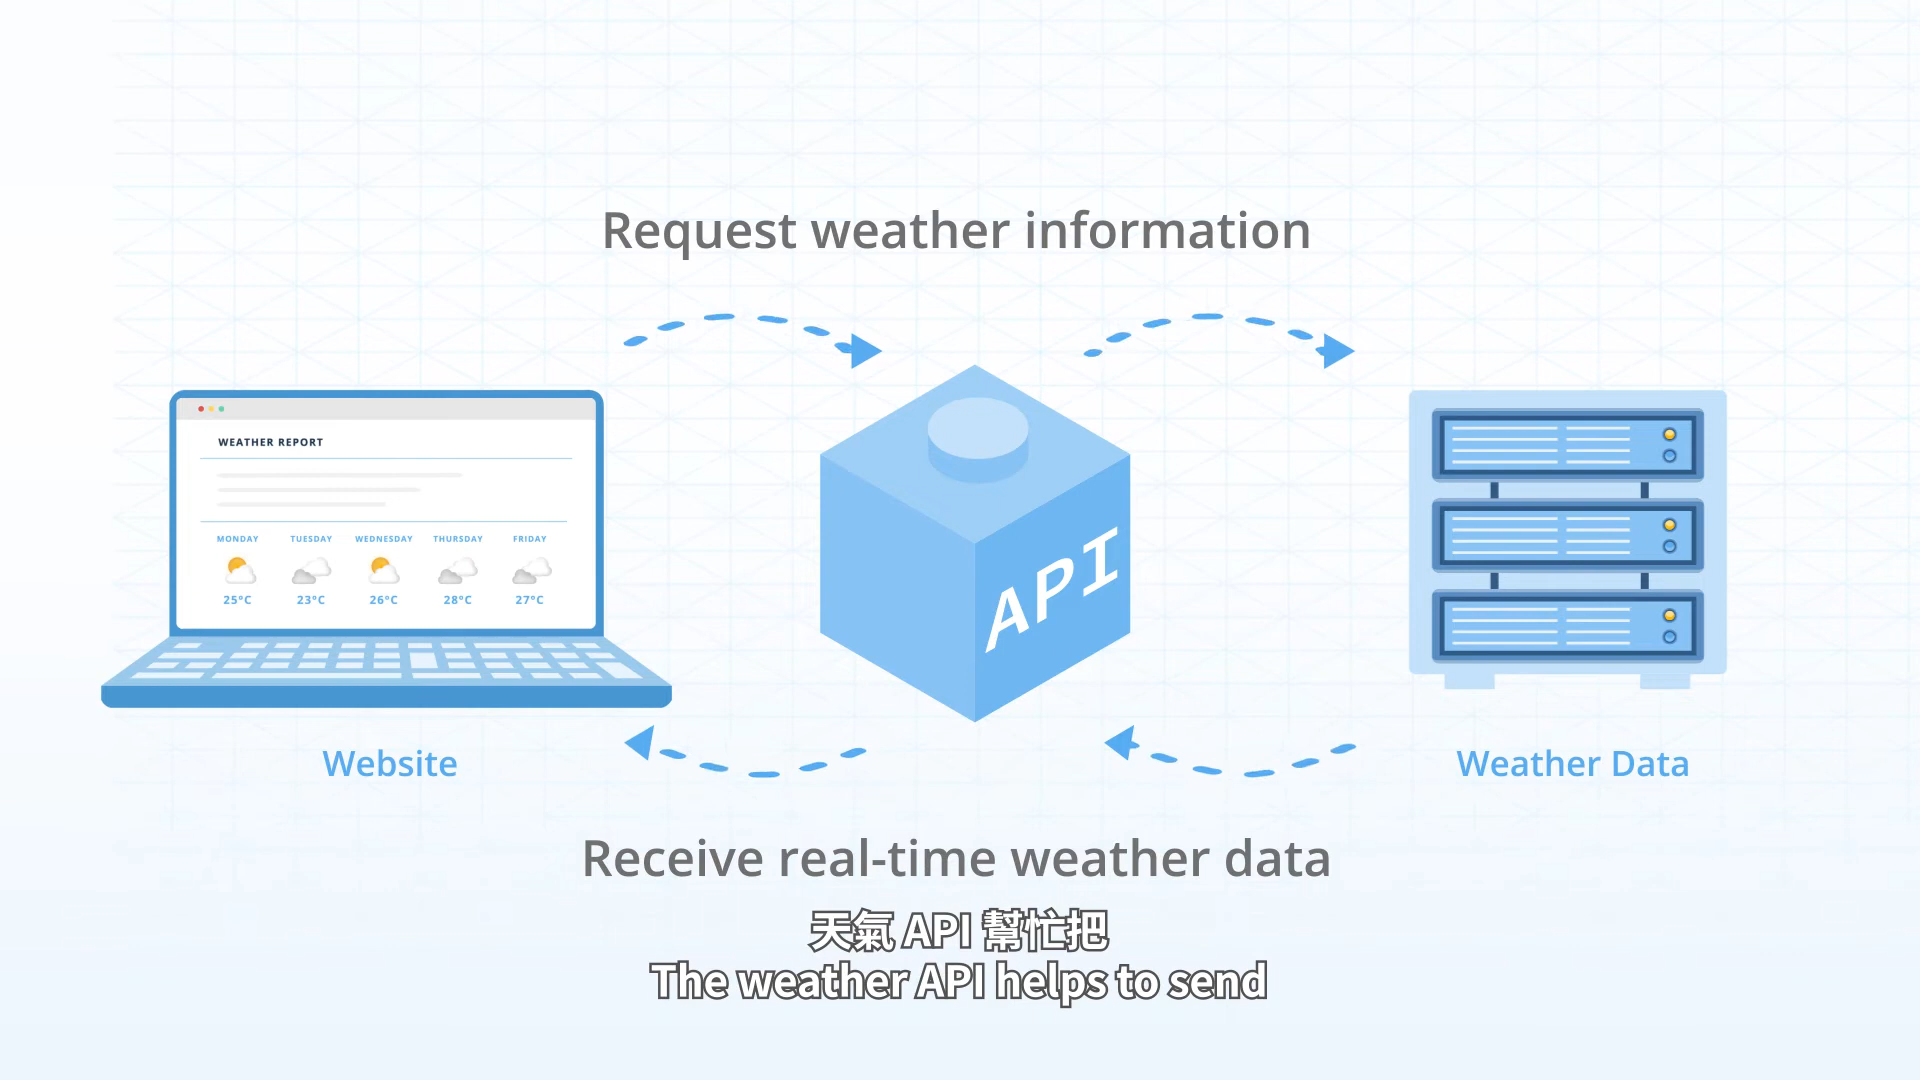 Request weather information
WEATHER REPORT
MONDAY TUESDAY WEDNESDAY THURSDAY FRIDAY
25°C 23°C 26°C 28°C 27°C
API
Website
Weather Data
Receive real-time weather data
天氣 API 幫忙把
The weather API helps to send